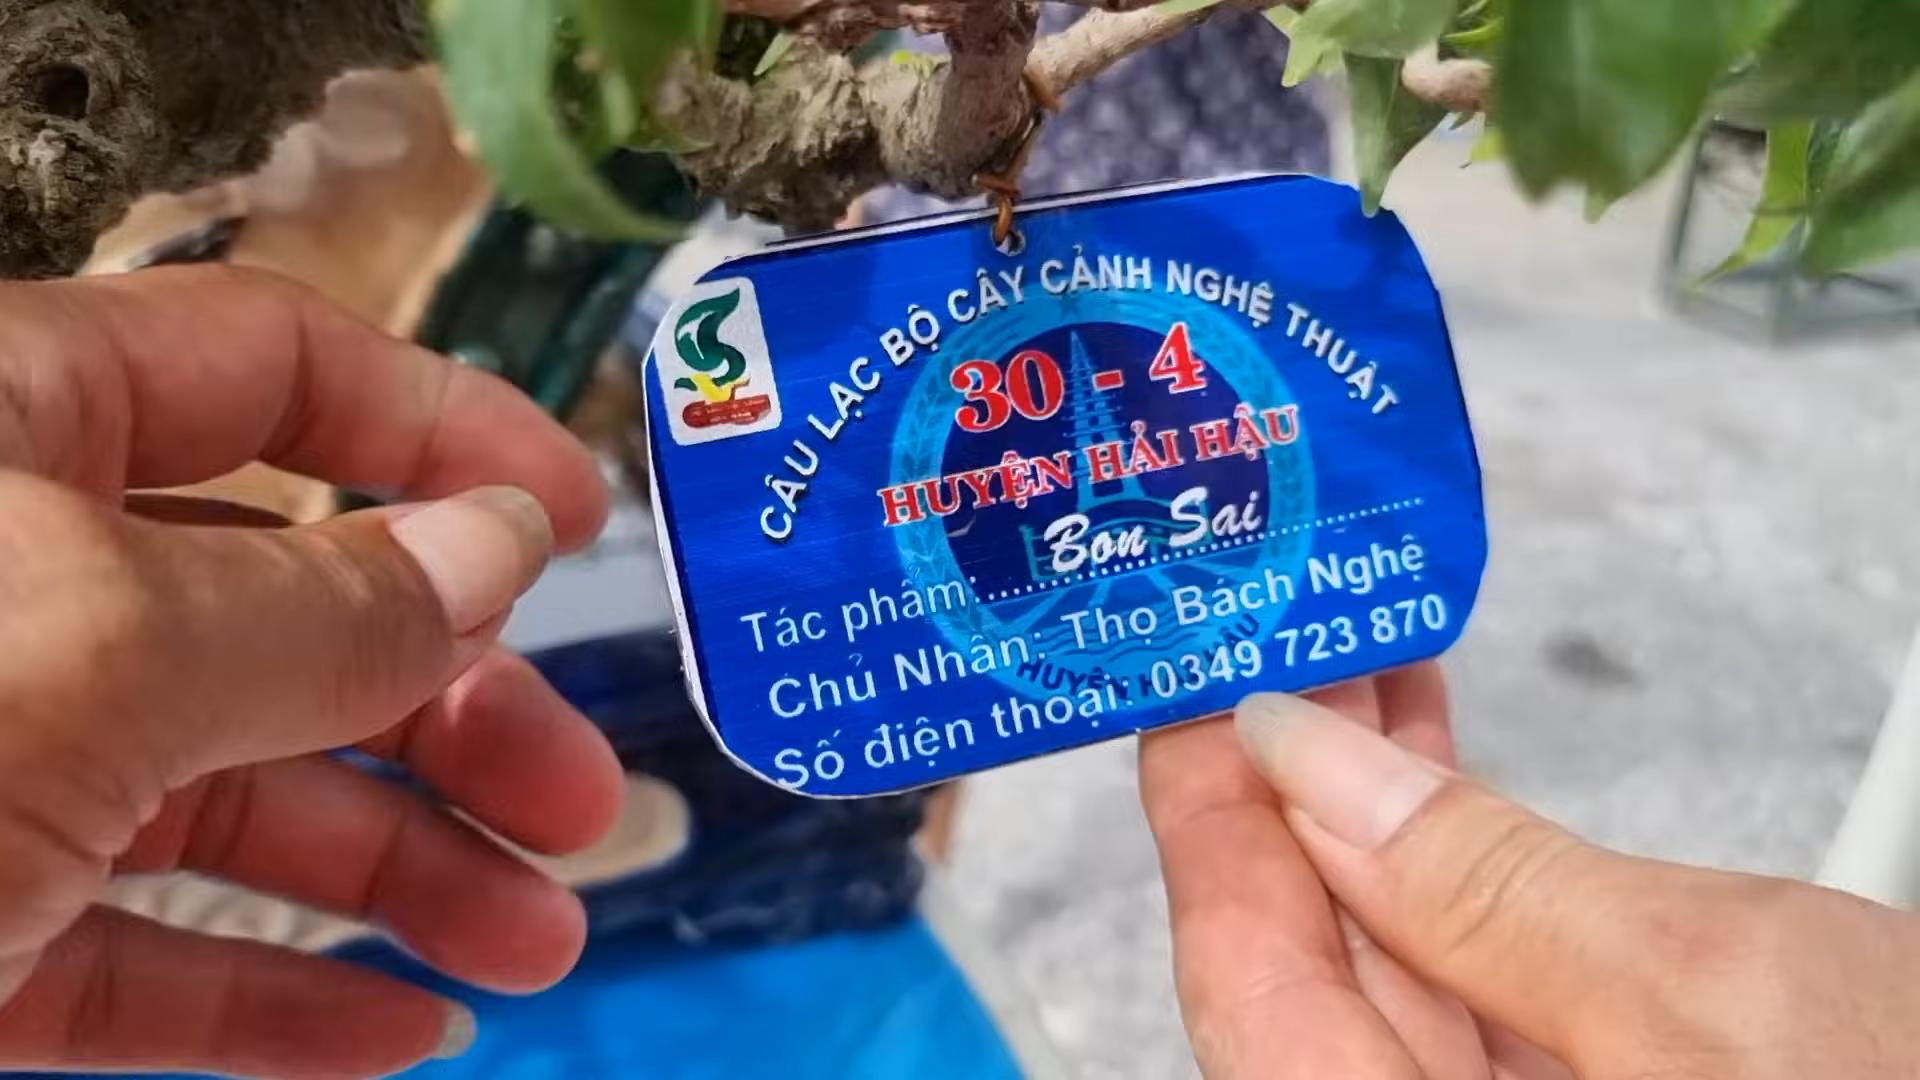 CÂU LẠC BỘ CÂY CẢNH NGHỆ THUẬT
30 - 4
HUYỆN HẢI HẬU
Tác phẩm: Bon Sai
Chủ Nhân: Thọ Bách Nghệ
Số điện thoại: 0349 723 870